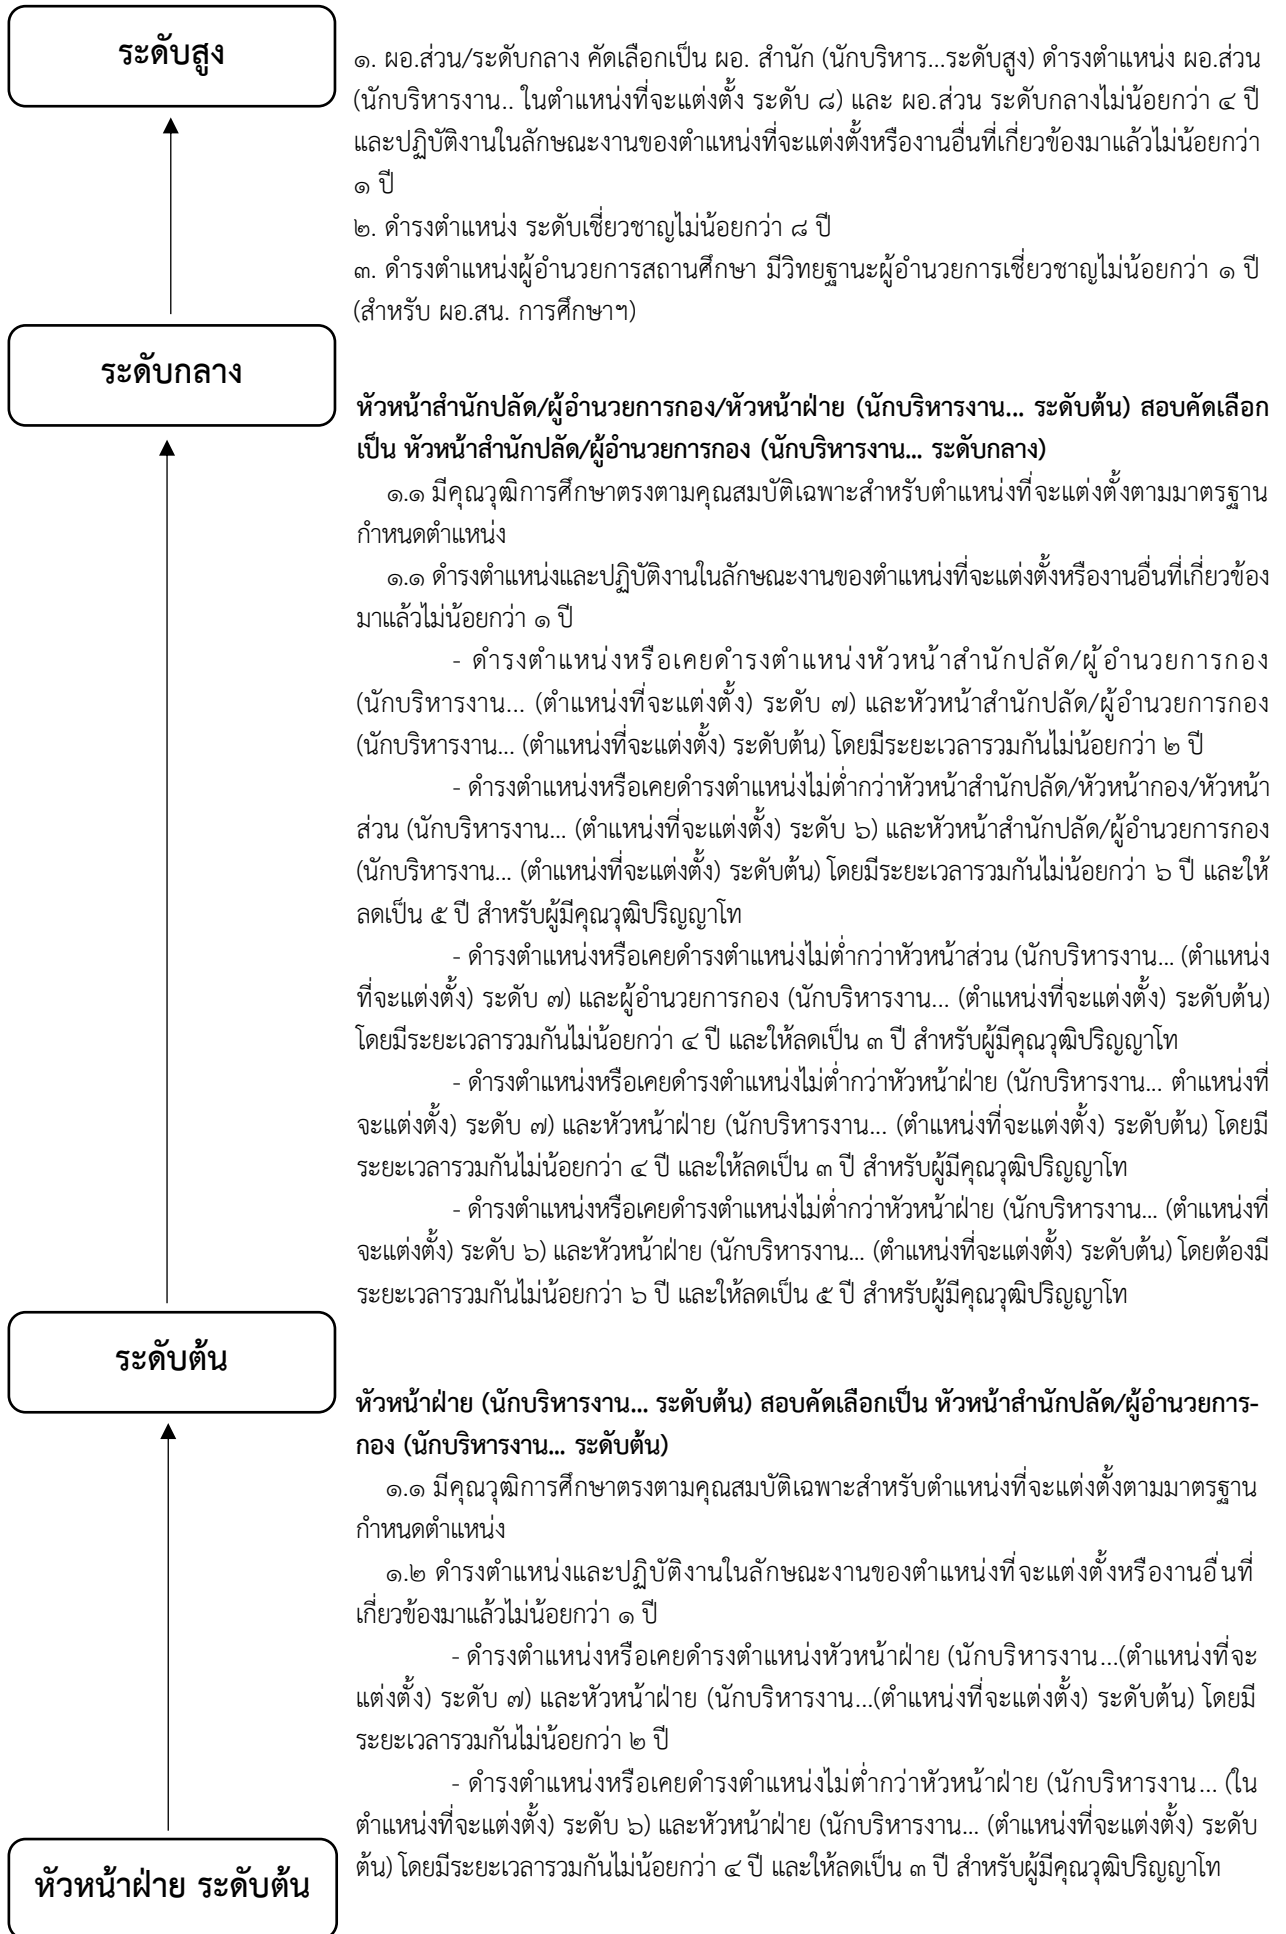 ระดับสูง
๑. ผอ.ส่วน/ระดับกลาง คัดเลือกเป็น ผอ. สำนัก (นักบริหาร...ระดับสูง) ดำรงตำแหน่ง ผอ.ส่วน
(นักบริหารงาน.. ในตำแหน่งที่จะแต่งตั้ง ระดับ ๘) และ ผอ.ส่วน ระดับกลางไม่น้อยกว่า ๔ ปี
และปฏิบัติงานในลักษณะงานของตำแหน่งที่จะแต่งตั้งหรืองานอื่นที่เกี่ยวข้องมาแล้วไม่น้อยกว่า
๑ ปี
๒. ดำรงตำแหน่ง ระดับเชี่ยวชาญไม่น้อยกว่า ๘ ปี
๓. ดำรงตำแหน่งผู้อำนวยการสถานศึกษา มีวิทยฐานะผู้อำนวยการเชี่ยวชาญไม่น้อยกว่า ๑ ปี
(สำหรับ ผอ.สน. การศึกษาฯ)
ระดับกลาง
หัวหน้าสำนักปลัด/ผู้อำนวยการกอง/หัวหน้าฝ่าย (นักบริหารงาน... ระดับต้น) สอบคัดเลือก
เป็น หัวหน้าสำนักปลัด/ผู้อำนวยการกอง (นักบริหารงาน... ระดับกลาง)
๑.๑ มีคุณวุฒิการศึกษาตรงตามคุณสมบัติเฉพาะสำหรับตำแหน่งที่จะแต่งตั้งตามมาตรฐาน
กำหนดตำแหน่ง
๑.๑ ดำรงตำแหน่งและปฏิบัติงานในลักษณะงานของตำแหน่งที่จะแต่งตั้งหรืองานอื่นที่เกี่ยวข้อง
มาแล้วไม่น้อยกว่า ๑ ปี
- ดำรงตำแหน่งหรือเคยดำรงตำแหน่งหัวหน้าสำนักปลัด/ผู้อำนวยการกอง
(นักบริหารงาน... (ตำแหน่งที่จะแต่งตั้ง) ระดับ ๗) และหัวหน้าสำนักปลัด/ผู้อำนวยการกอง
(นักบริหารงาน... (ตำแหน่งที่จะแต่งตั้ง) ระดับต้น) โดยมีระยะเวลารวมกันไม่น้อยกว่า ๒ ปี
- ดำรงตำแหน่งหรือเคยดำรงตำแหน่งไม่ต่ำกว่าหัวหน้าสำนักปลัด/หัวหน้ากอง/หัวหน้า
ส่วน (นักบริหารงาน... (ตำแหน่งที่จะแต่งตั้ง) ระดับ ๖) และหัวหน้าสำนักปลัด/ผู้อำนวยการกอง
(นักบริหารงาน... (ตำแหน่งที่จะแต่งตั้ง) ระดับต้น) โดยมีระยะเวลารวมกันไม่น้อยกว่า ๖ ปี และให้
ลดเป็น ๕ ปี สำหรับผู้มีคุณวุฒิปริญญาโท
- ดำรงตำแหน่งหรือเคยดำรงตำแหน่งไม่ต่ำกว่าหัวหน้าส่วน (นักบริหารงาน... (ตำแหน่ง
ที่จะแต่งตั้ง) ระดับ ๗) และผู้อำนวยการกอง (นักบริหารงาน... (ตำแหน่งที่จะแต่งตั้ง) ระดับต้น)
โดยมีระยะเวลารวมกันไม่น้อยกว่า ๔ ปี และให้ลดเป็น ๓ ปี สำหรับผู้มีคุณวุฒิปริญญาโท
- ดำรงตำแหน่งหรือเคยดำรงตำแหน่งไม่ต่ำกว่าหัวหน้าฝ่าย (นักบริหารงาน... ตำแหน่งที่
จะแต่งตั้ง) ระดับ ๗) และหัวหน้าฝ่าย (นักบริหารงาน... (ตำแหน่งที่จะแต่งตั้ง) ระดับต้น) โดยมี
ระยะเวลารวมกันไม่น้อยกว่า ๔ ปี และให้ลดเป็น ๓ ปี สำหรับผู้มีคุณวุฒิปริญญาโท
- ดำรงตำแหน่งหรือเคยดำรงตำแหน่งไม่ต่ำกว่าหัวหน้าฝ่าย (นักบริหารงาน... (ตำแหน่งที่
จะแต่งตั้ง) ระดับ ๖) และหัวหน้าฝ่าย (นักบริหารงาน... (ตำแหน่งที่จะแต่งตั้ง) ระดับต้น) โดยต้องมี
ระยะเวลารวมกันไม่น้อยกว่า ๖ ปี และให้ลดเป็น ๕ ปี สำหรับผู้มีคุณวุฒิปริญญาโท
ระดับต้น
หัวหน้าฝ่าย (นักบริหารงาน... ระดับต้น) สอบคัดเลือกเป็น หัวหน้าสำนักปลัด/ผู้อำนวยการ-
กอง (นักบริหารงาน... ระดับต้น)
๑.๑ มีคุณวุฒิการศึกษาตรงตามคุณสมบัติเฉพาะสำหรับตำแหน่งที่จะแต่งตั้งตามมาตรฐาน
กำหนดตำแหน่ง
๑.๒ ดำรงตำแหน่งและปฏิบัติงานในลักษณะงานของตำแหน่งที่จะแต่งตั้งหรืองานอื่นที่
เกี่ยวข้องมาแล้วไม่น้อยกว่า ๑ ปี
- ดำรงตำแหน่งหรือเคยดำรงตำแหน่งหัวหน้าฝ่าย (นักบริหารงาน...(ตำแหน่งที่จะ
แต่งตั้ง) ระดับ ๗) และหัวหน้าฝ่าย (นักบริหารงาน...(ตำแหน่งที่จะแต่งตั้ง) ระดับต้น) โดยมี
ระยะเวลารวมกันไม่น้อยกว่า ๒ ปี
- ดำรงตำแหน่งหรือเคยดำรงตำแหน่งไม่ต่ำกว่าหัวหน้าฝ่าย (นักบริหารงาน... (ใน
ตำแหน่งที่จะแต่งตั้ง) ระดับ ๖) และหัวหน้าฝ่าย (นักบริหารงาน... (ตำแหน่งที่จะแต่งตั้ง) ระดับ
ต้น) โดยมีระยะเวลารวมกันไม่น้อยกว่า ๔ ปี และให้ลดเป็น ๓ ปี สำหรับผู้มีคุณวุฒิปริญญาโท
หัวหน้าฝ่าย ระดับต้น